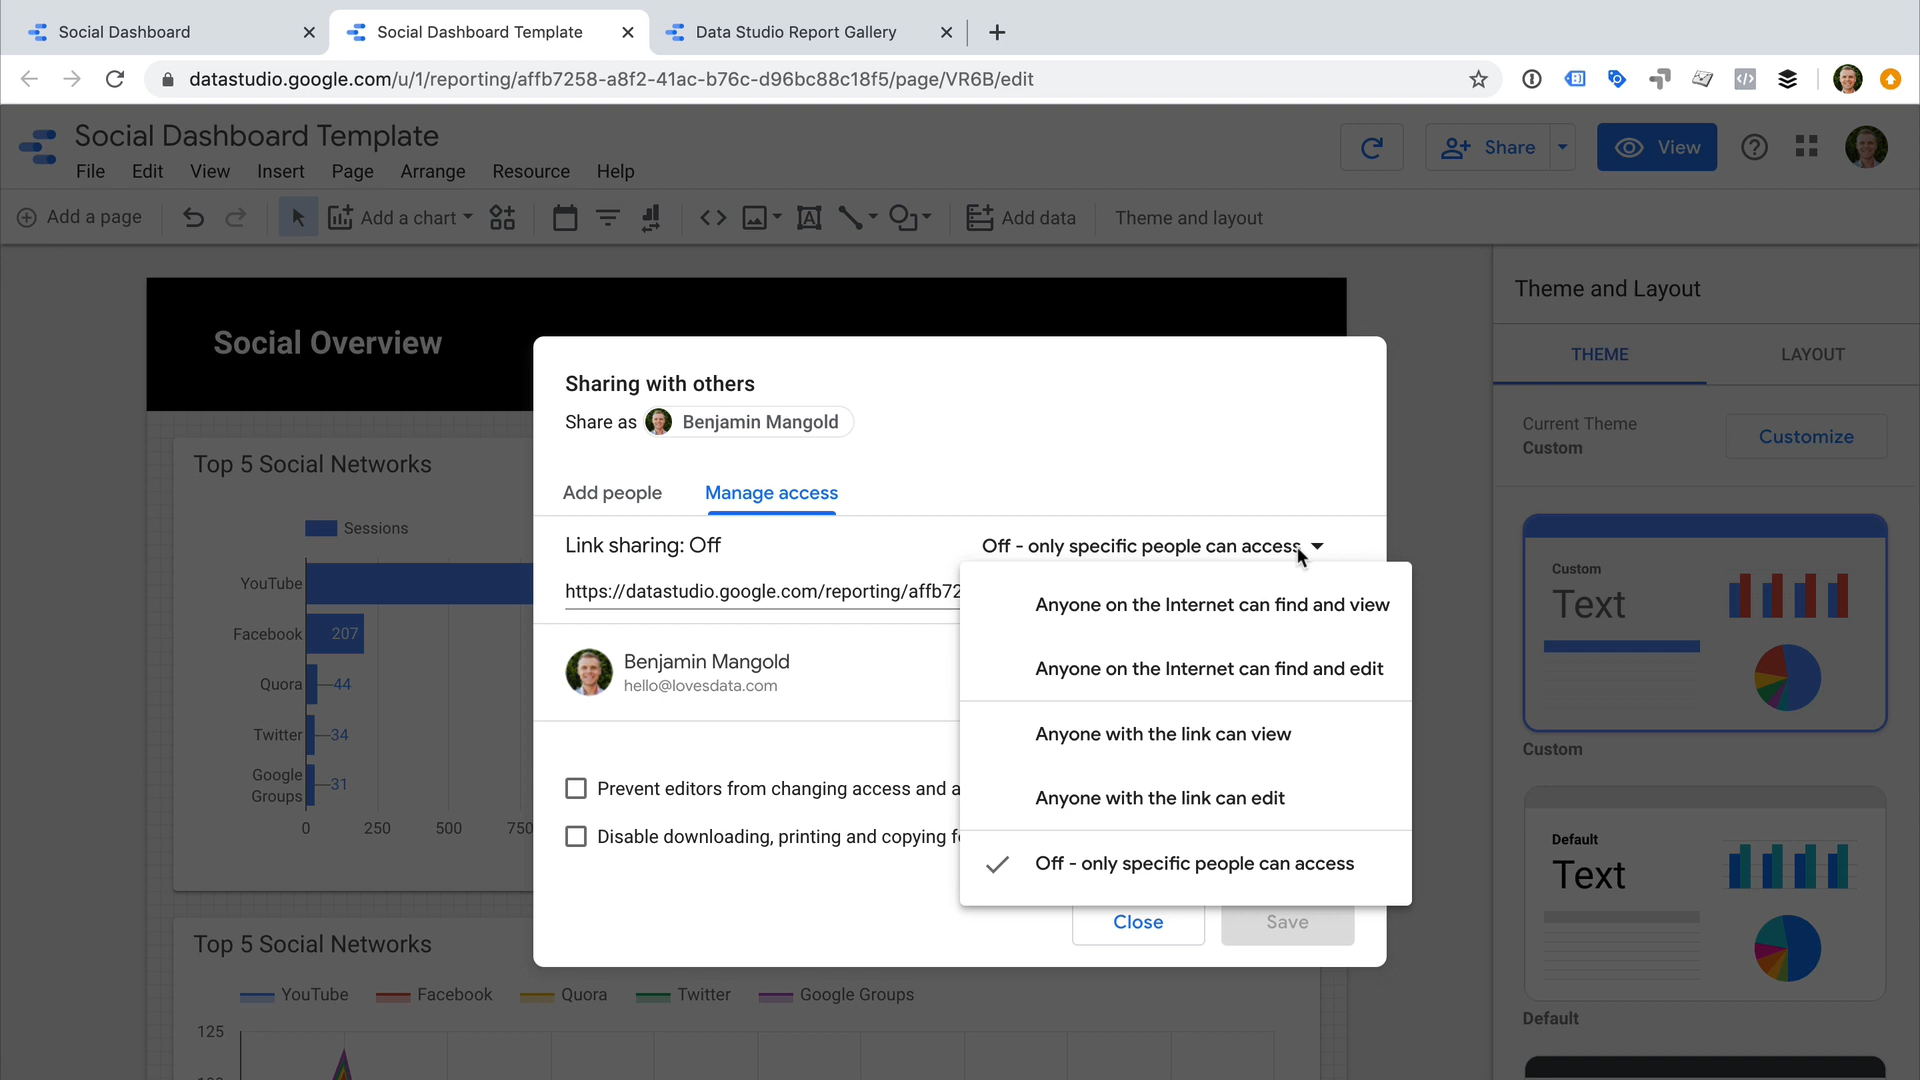 Social Dashboard
Social Dashboard Template
Data Studio Report Gallery
datastudio.google.com/u/1/reporting/affb7258-a8f2-41ac-b76c-d96bc88c18f5/page/VR6B/edit
Social Dashboard Template
File Edit View Insert Page Arrange Resource Help
Share
View
Add a page
Add a chart
Add data
Theme and layout
Social Overview
Theme and Layout
THEME
LAYOUT
Current Theme
Custom
Customize
Custom
Text
Custom
Default
Text
Default
Top 5 Social Networks
Sessions
YouTube
Facebook 207
Quora 44
Twitter 34
Google
Groups 31
0 250 500 750
Top 5 Social Networks
YouTube Facebook Quora Twitter Google Groups
125
Sharing with others
Share as Benjamin Mangold
Add people
Manage access
Link sharing: Off
Off - only specific people can access
https://datastudio.google.com/reporting/affb72
Benjamin Mangold
hello@lovesdata.com
Prevent editors from changing access and a
Disable downloading, printing and copying f
Anyone on the Internet can find and view
Anyone on the Internet can find and edit
Anyone with the link can view
Anyone with the link can edit
Off - only specific people can access
Close
Save